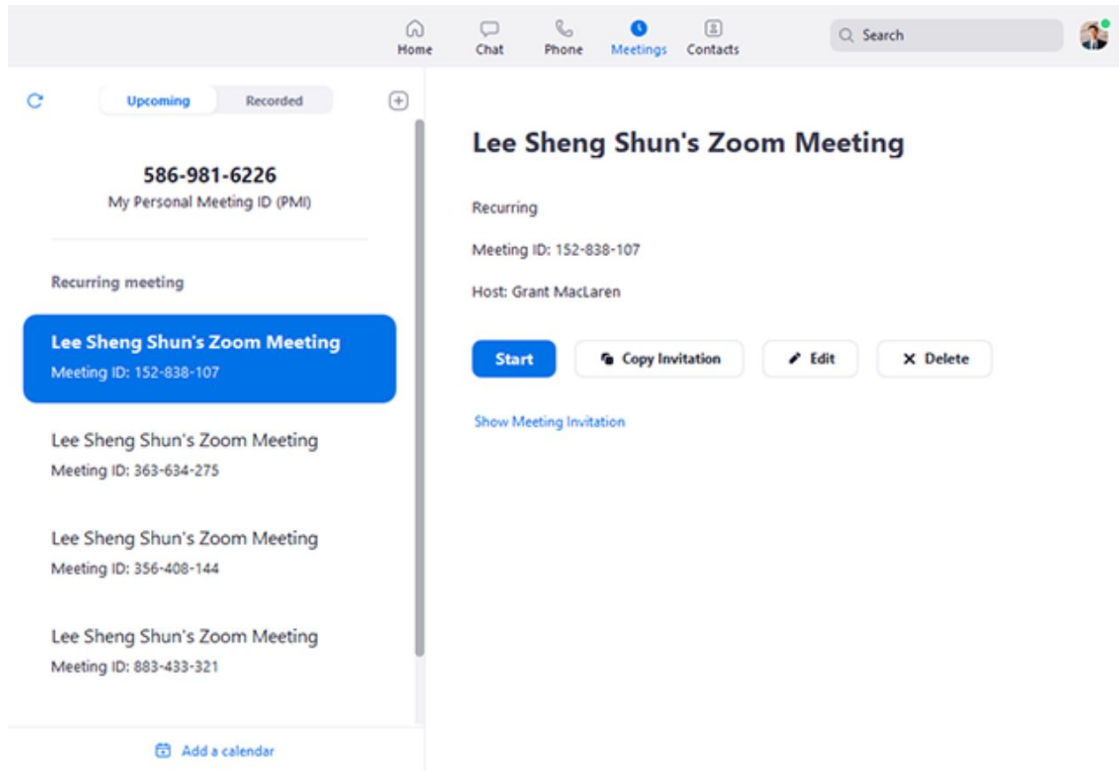 Home
Chat
Phone
Meetings
Contacts
Search
Upcoming
Recorded
586-981-6226
My Personal Meeting ID (PMI)
Recurring meeting
Lee Sheng Shun's Zoom Meeting
Meeting ID: 152-838-107
Lee Sheng Shun's Zoom Meeting
Meeting ID: 363-634-275
Lee Sheng Shun's Zoom Meeting
Meeting ID: 356-408-144
Lee Sheng Shun's Zoom Meeting
Meeting ID: 883-433-321
Add a calendar
Lee Sheng Shun's Zoom Meeting
Recurring
Meeting ID: 152-838-107
Host: Grant MacLaren
Start
Copy Invitation
Edit
Delete
Show Meeting Invitation